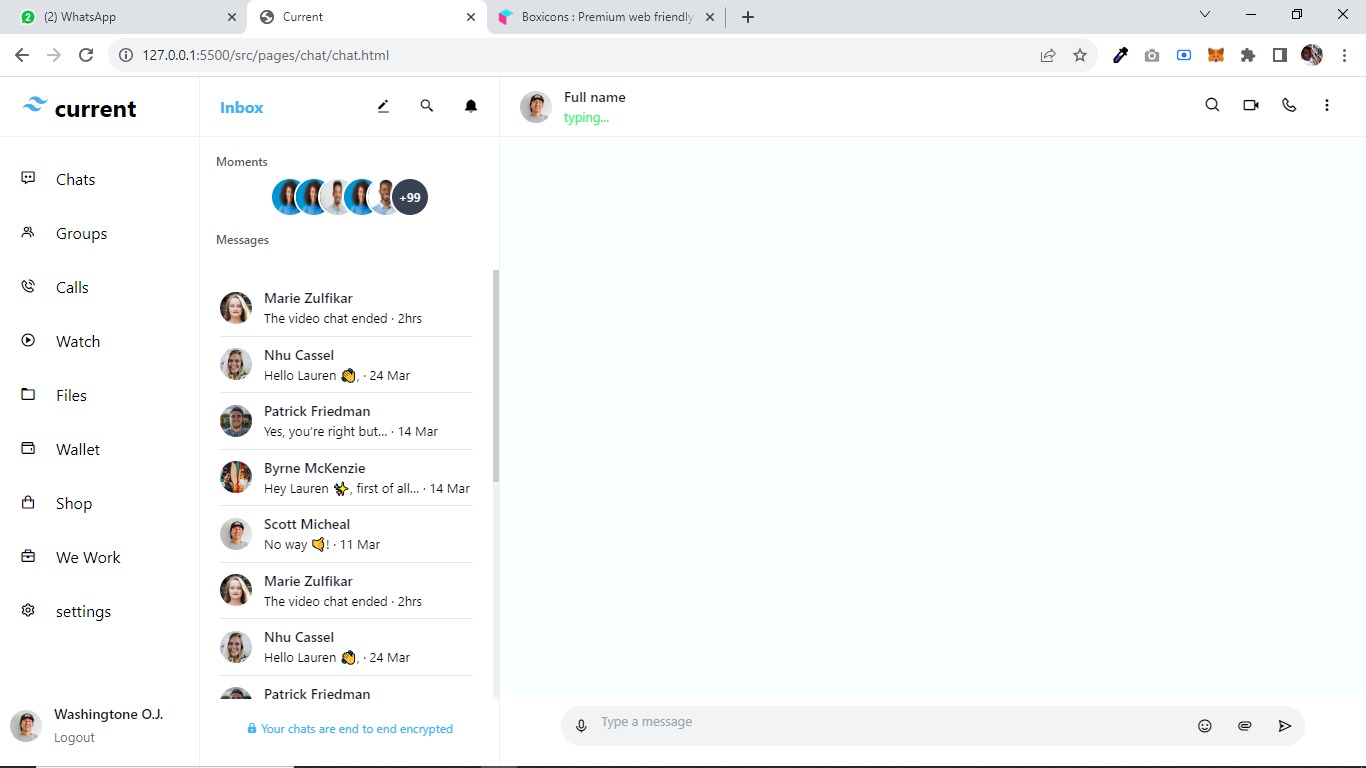 (2) WhatsApp
Current
Boxicons : Premium web friendly
127.0.0.1:5500/src/pages/chat/chat.html
current
Chats
Groups
Calls
Watch
Files
Wallet
Shop
We Work
settings
Washingtone O.J.
Logout
Inbox
Moments
+99
Messages
Marie Zulfikar
The video chat ended · 2hrs
Nhu Cassel
Hello Lauren 👏, · 24 Mar
Patrick Friedman
Yes, you’re right but... · 14 Mar
Byrne McKenzie
Hey Lauren ✨, first of all... · 14 Mar
Scott Micheal
No way 🤙! · 11 Mar
Marie Zulfikar
The video chat ended · 2hrs
Nhu Cassel
Hello Lauren 👏, · 24 Mar
Patrick Friedman
Your chats are end to end encrypted
Full name
typing...
Type a message